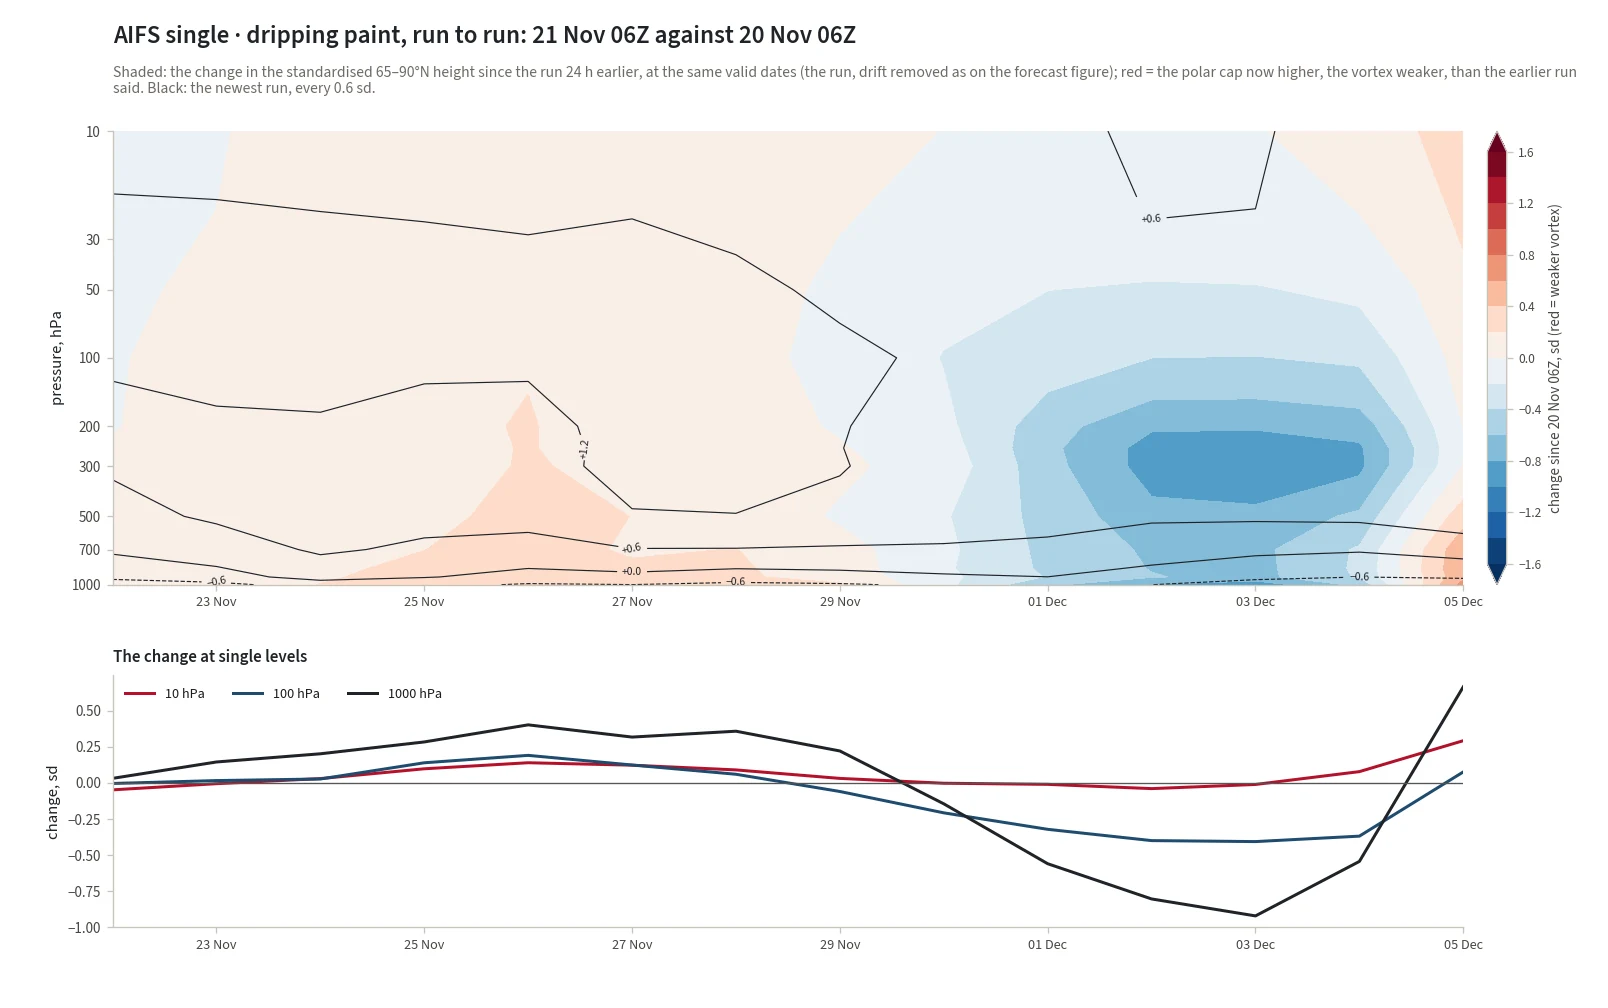 AIFS single · dripping paint, run to run: 21 Nov 06Z against 20 Nov 06Z
Shaded: the change in the standardised 65–90°N height since the run 24 h earlier, at the same valid dates (the run, drift removed as on the forecast figure); red = the polar cap now higher, the vortex weaker, than the earlier run
said. Black: the newest run, every 0.6 sd.
pressure, hPa
10
30
50
100
200
300
500
700
1000
+0.6
+1.2
+0.6
+0.0
−0.6
−0.6
−0.6
23 Nov
25 Nov
27 Nov
29 Nov
01 Dec
03 Dec
05 Dec
1.6
1.2
0.8
0.4
0.0
−0.4
−0.8
−1.2
−1.6
change since 20 Nov 06Z, sd (red = weaker vortex)
The change at single levels
10 hPa
100 hPa
1000 hPa
change, sd
0.50
0.25
0.00
−0.25
−0.50
−0.75
−1.00
23 Nov
25 Nov
27 Nov
29 Nov
01 Dec
03 Dec
05 Dec